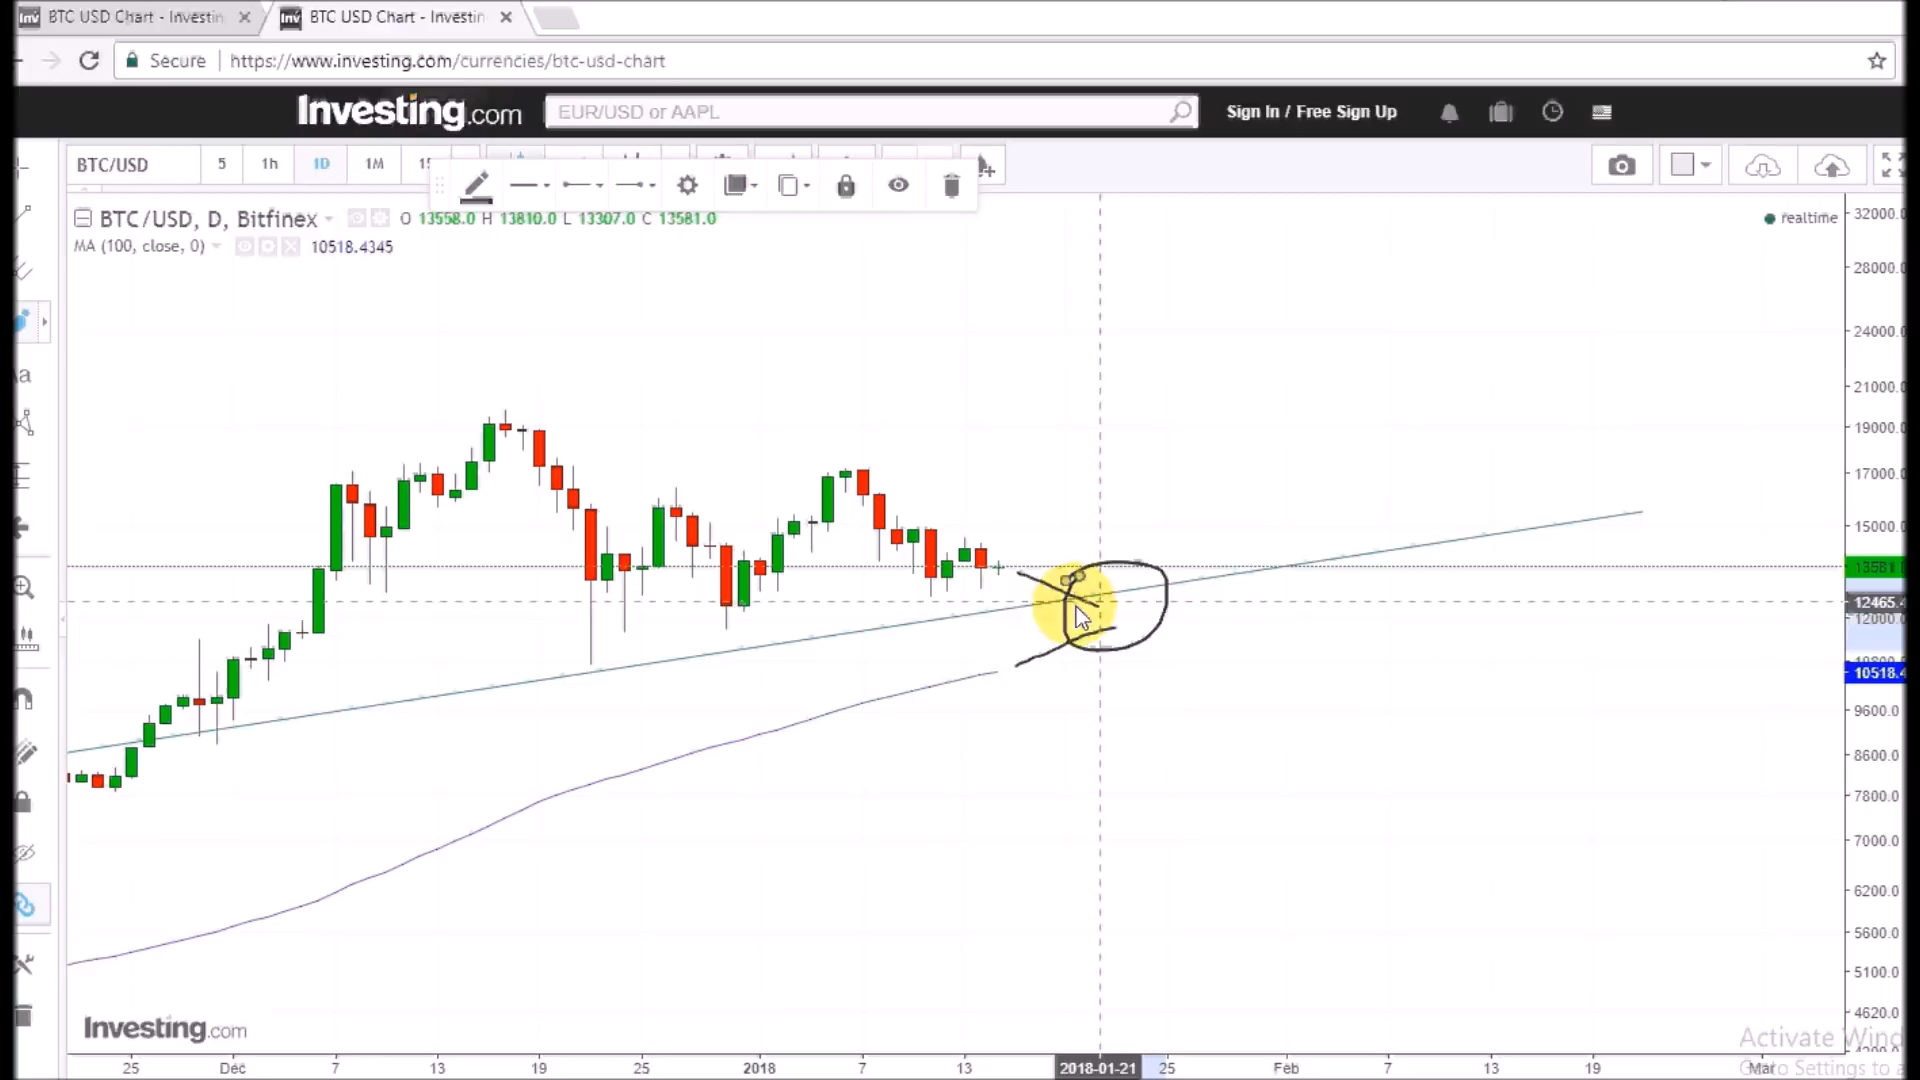 BTC USD Chart - Investin
BTC USD Chart - Investin
Secure
https://www.investing.com/currencies/btc-usd-chart
Investing.com
EUR/USD or AAPL
Sign In / Free Sign Up
BTC/USD 5 1h 1D 1M
BTC/USD, D, Bitfinex O 13558.0 H 13810.0 L 13307.0 C 13581.0
realtime
MA (100, close, 0) 10518.4345
32000.0
28000.0
24000.0
21000.0
19000.0
17000.0
15000.0
13581
12465.4
12000.0
10518.4
9600.0
8600.0
7800.0
7000.0
6200.0
5600.0
5100.0
4620.0
Investing.com
Activate Wind
25 Dec 7 13 19 25 2018 7 13 2018-01-21 25 Feb 7 13 19 Mar
to Settings to a